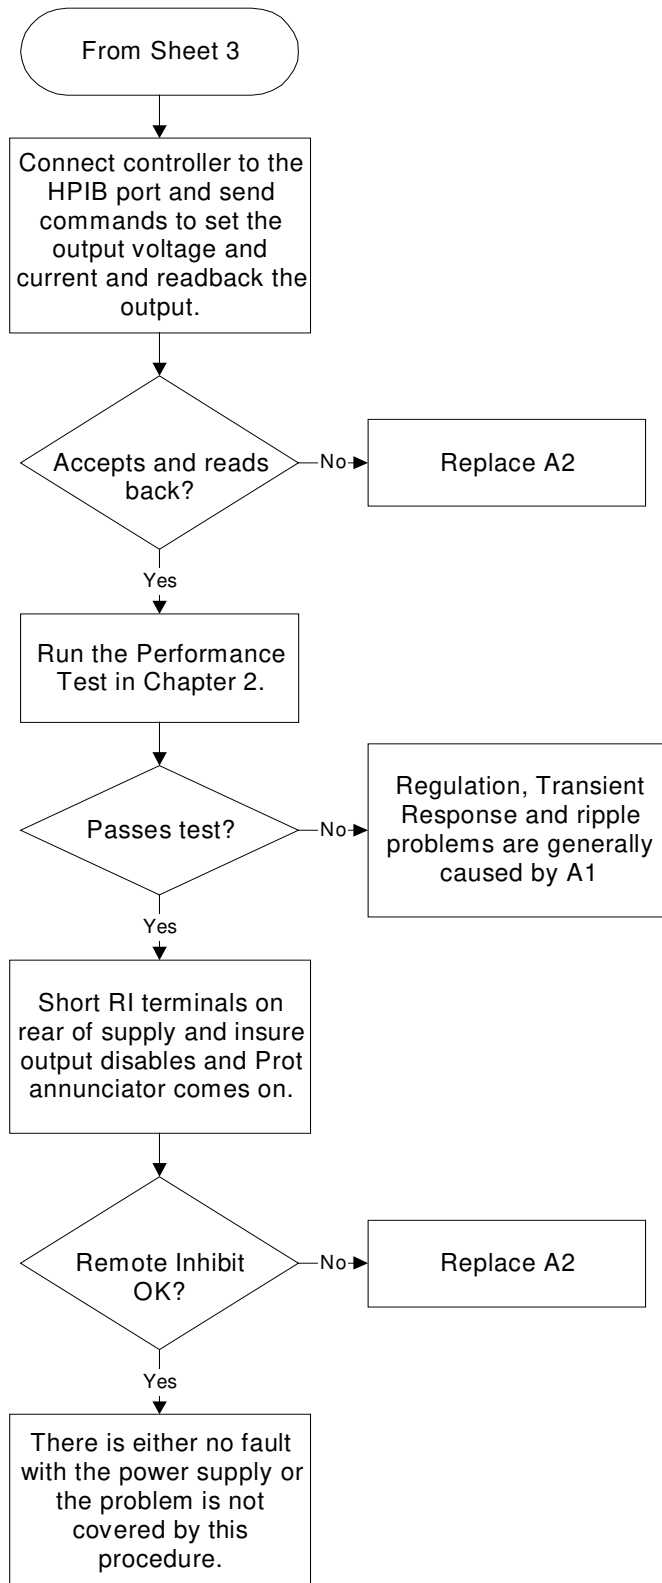 From Sheet 3
Connect controller to the
HPIB port and send
commands to set the
output voltage and
current and readback the
output.
Accepts and reads
back?
No
Replace A2
Yes
Run the Performance
Test in Chapter 2.
Passes test?
No
Regulation, Transient
Response and ripple
problems are generally
caused by A1
Yes
Short RI terminals on
rear of supply and insure
output disables and Prot
annunciator comes on.
Remote Inhibit
OK?
No
Replace A2
Yes
There is either no fault
with the power supply or
the problem is not
covered by this
procedure.